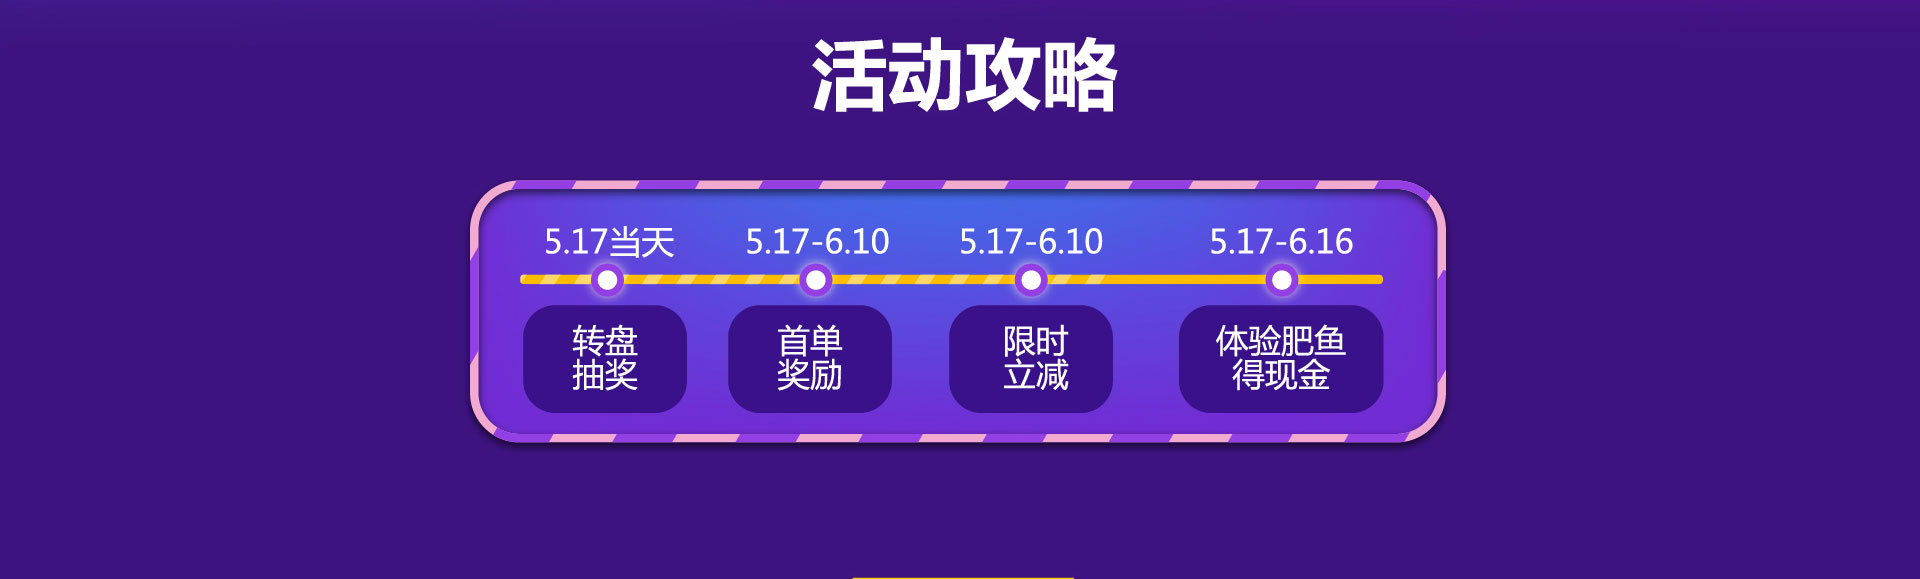 活动攻略
5.17当天
5.17-6.10
5.17-6.10
5.17-6.16
转盘
抽奖
首单
奖励
限时
立减
体验肥鱼
得现金